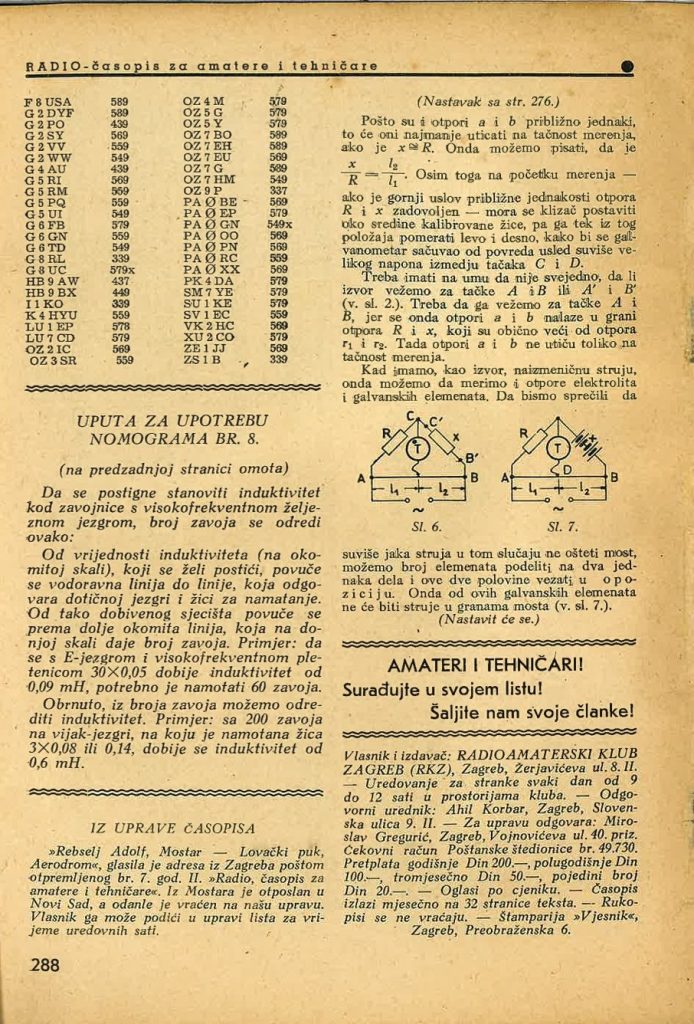 RADIO-časopis za amatere i tehničare
F 8 USA 589
G 2 DYF 589
G 2 PO 439
G 2 SY 569
G 2 VV 559
G 2 WW 549
G 4 AU 439
G 5 RI 569
G 5 RM 569
G 5 PQ 559
G 5 UI 549
G 6 FB 579
G 6 GN 559
G 6 TD 549
G 8 RL 339
G 8 UC 579x
HB 9 AW 437
HB 9 BX 449
I 1 KO 339
K 4 HYU 559
LU 1 EP 578
LU 7 CD 579
OZ 2 IC 569
OZ 3 SR 559
OZ 4 M 579
OZ 5 G 579
OZ 5 Y 579
OZ 7 BO 589
OZ 7 EH 589
OZ 7 EU 569
OZ 7 G 589
OZ 7 HM 549
OZ 9 P 337
PA Ø BE 569
PA Ø EP 579
PA Ø GN 549x
PA Ø OO 569
PA Ø PN 569
PA Ø RC 559
PA Ø XX 569
PK 4 DA 579
SM 7 YE 579
SU 1 KE 579
SV 1 EC 559
VK 2 HC 569
XU 2 CO 579
ZE 1 JJ 569
ZS 1 B 339
UPUTA ZA UPOTREBU
NOMOGRAMA BR. 8.
(na predzadnjoj stranici omota)
Da se postigne stanoviti induktivitet
kod zavojnice s visokofrekventnom želje-
znom jezgrom, broj zavoja se odredi
ovako:
Od vrijednosti induktiviteta (na oko-
mitoj skali), koji se želi postići, povuče
se vodoravna linija do linije, koja odgo-
vara dotičnoj jezgri i žici za namatanje.
Od tako dobivenog sjecišta povuče se
prema dolje okomita linija, koja na do-
njoj skali daje broj zavoja. Primjer: da
se s E-jezgrom i visokofrekventnom ple-
tenicom 30×0,05 dobije induktivitet od
0,09 mH, potrebno je namotati 60 zavoja.
Obrnuto, iz broja zavoja možemo odre-
diti induktivitet. Primjer: sa 200 zavoja
na vijak-jezgri, na koju je namotana žica
3×0,08 ili 0,14, dobije se induktivitet od
0,6 mH.
IZ UPRAVE ČASOPISA
»Rebselj Adolf, Mostar — Lovački puk,
Aerodrom«, glasila je adresa iz Zagreba poštom
otpremljenog br. 7. god. II. »Radio, časopis za
amatere i tehničare«. Iz Mostara je otposlan u
Novi Sad, a odanle je vraćen na našu upravu.
Vlasnik ga može podići u upravi lista za vri-
jeme uredovnih sati.
288
(Nastavak sa str. 276.)
Pošto su i otpori a i b približno jednaki,
to će oni najmanje uticati na tačnost merenja,
ako je x≅R. Onda možemo pisati, da je
x/R = l₂/l₁. Osim toga na početku merenja —
ako je gornji uslov približne jednakosti otpora
R i x zadovoljen — mora se klizač postaviti
oko sredine kalibrovane žice, pa ga tek iz tog
položaja pomerati levo i desno, kako bi se gal-
vanometar sačuvao od povreda usled suviše ve-
likog napona izmedju tačaka C i D.
Treba imati na umu da nije svejedno, da li
izvor vežemo za tačke A i B ili A' i B'
(v. sl. 2.). Treba da ga vežemo za tačke A i
B, jer se onda otpori a i b nalaze u grani
otpora R i x, koji su obično veći od otpora
r₁ i r₂. Tada otpori a i b ne utiču toliko na
tačnost merenja.
Kad imamo, kao izvor, naizmeničnu struju,
onda možemo da merimo i otpore elektrolita
i galvanskih elemenata. Da bismo sprečili da
C C'
R T x B'
A B
l₁ l₂
~
Sl. 6.
R T x
A D B
l₁ l₂
~
Sl. 7.
suviše jaka struja u tom slučaju ne ošteti most,
možemo broj elemenata podeliti na dva jed-
naka dela i ove dve polovine vezati u opo-
ziciju. Onda od ovih galvanskih elemenata
ne će biti struje u granama mosta (v. sl. 7.).
(Nastavit će se.)
AMATERI I TEHNIČARI!
Surađujte u svojem listu!
Šaljite nam svoje članke!
Vlasnik i izdavač: RADIOAMATERSKI KLUB
ZAGREB (RKZ), Zagreb, Žerjavićeva ul. 8. II.
— Uredovanje za stranke svaki dan od 9
do 12 sati u prostorijama kluba. — Odgo-
vorni urednik: Ahil Korbar, Zagreb, Sloven-
ska ulica 9. II. — Za upravu odgovara: Miro-
slav Gregurić, Zagreb, Vojnovićeva ul. 40. priz.
Čekovni račun Poštanske štedionice br. 49.730.
Pretplata godišnje Din 200.—, polugodišnje Din
100.—, tromjesečno Din 50.—, pojedini broj
Din 20.—. — Oglasi po cjeniku. — Časopis
izlazi mjesečno na 32 stranice teksta. — Ruko-
pisi se ne vraćaju. — Štamparija »Vjesnik«,
Zagreb, Preobraženska 6.